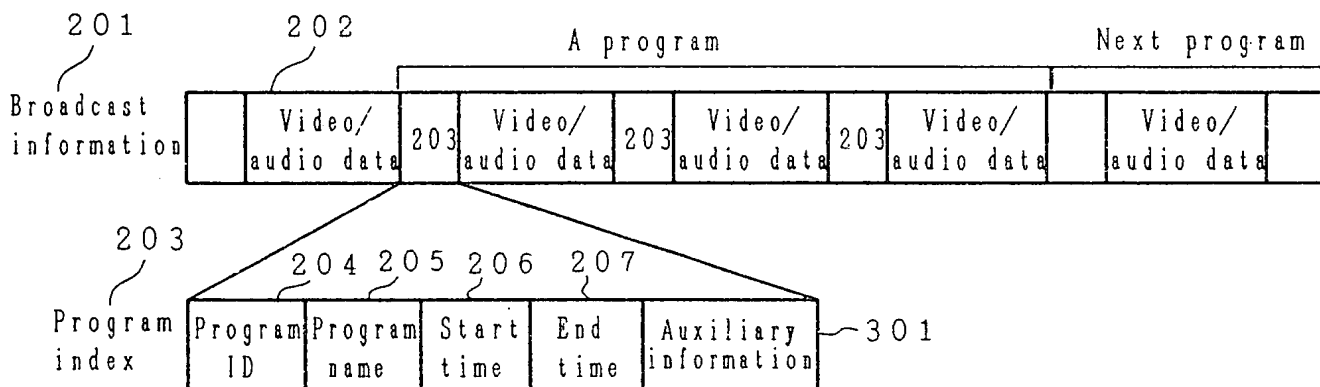 201
202
A program
Next program
Broadcast
information
Video/
audio data
203
Video/
audio data
203
Video/
audio data
203
Video/
audio data
Video/
audio data
203
204
205
206
207
Program
index
Program
ID
Program
name
Start
time
End
time
Auxiliary
information
301